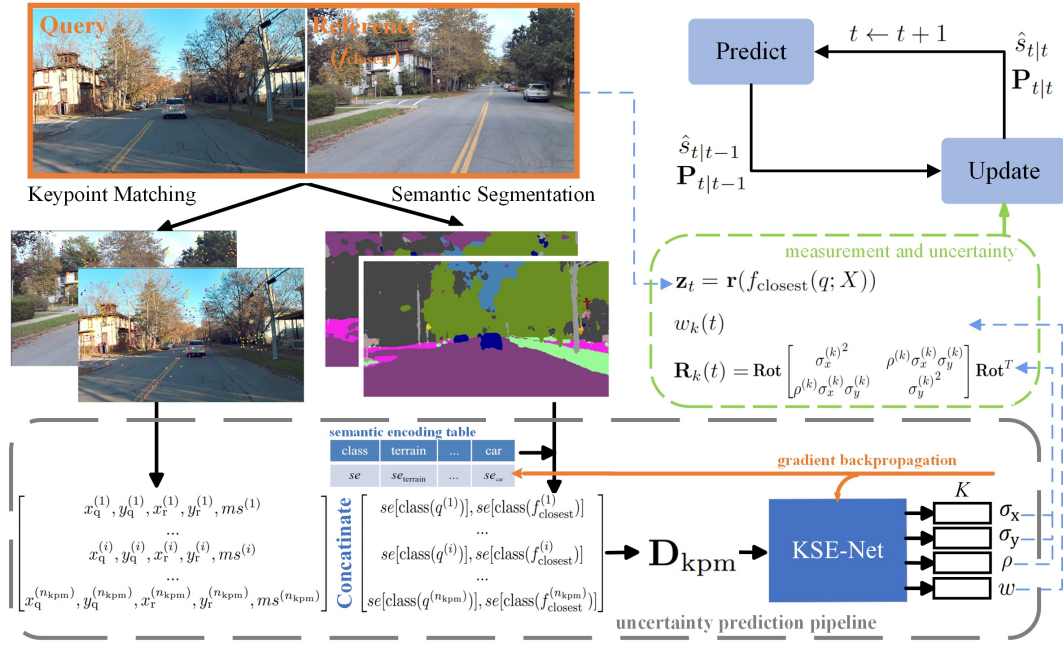 Query
Reference
(f_closest)
Keypoint Matching
Semantic Segmentation
Predict
t ← t + 1
ŝ_{t|t}
P_{t|t}
ŝ_{t|t−1}
P_{t|t−1}
Update
measurement and uncertainty
z_t = r(f_closest(q; X))
w_k(t)
R_k(t) = Rot [ σ_x^{(k)^2} ρ^{(k)}σ_x^{(k)}σ_y^{(k)}
ρ^{(k)}σ_x^{(k)}σ_y^{(k)} σ_y^{(k)^2} ] Rot^T
semantic encoding table
class terrain ... car
se se_terrain ... se_car
gradient backpropagation
Concatinate
x_q^{(1)}, y_q^{(1)}, x_r^{(1)}, y_r^{(1)}, ms^{(1)}
...
x_q^{(i)}, y_q^{(i)}, x_r^{(i)}, y_r^{(i)}, ms^{(i)}
...
x_q^{(n_kpm)}, y_q^{(n_kpm)}, x_r^{(n_kpm)}, y_r^{(n_kpm)}, ms^{(n_kpm)}
se[class(q^{(1)})], se[class(f_closest^{(1)})]
...
se[class(q^{(i)})], se[class(f_closest^{(i)})]
...
se[class(q^{(n_kpm)})], se[class(f_closest^{(n_kpm)})]
D_kpm
KSE-Net
K
σ_x
σ_y
ρ
w
uncertainty prediction pipeline